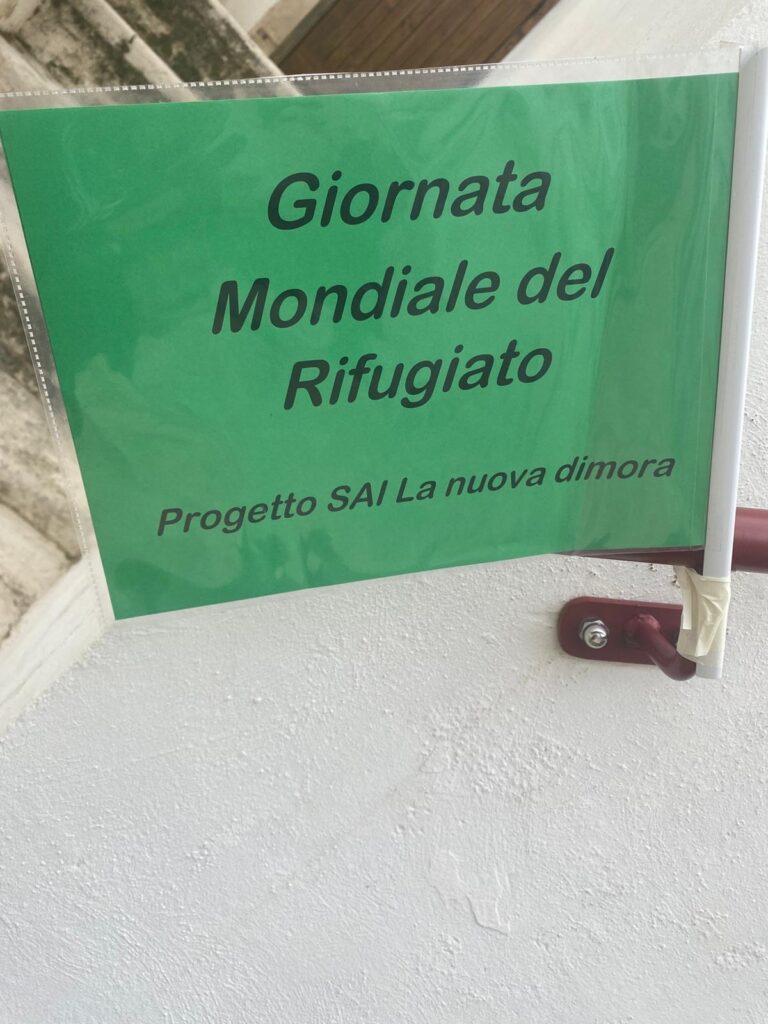 Giornata
Mondiale del
Rifugiato
Progetto SAI La nuova dimora